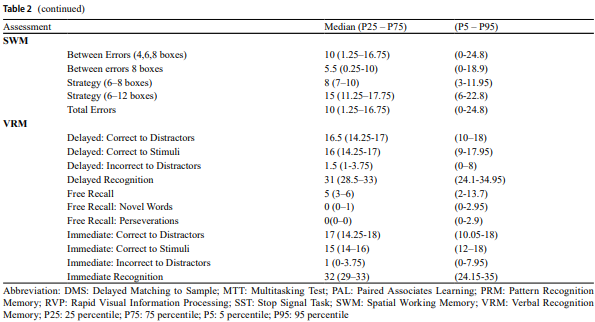 Table 2 (continued)
Assessment Median (P25 – P75) (P5 – P95)
SWM
Between Errors (4,6,8 boxes) 10 (1.25–16.75) (0-24.8)
Between errors 8 boxes 5.5 (0.25-10) (0-18.9)
Strategy (6–8 boxes) 8 (7–10) (3-11.95)
Strategy (6–12 boxes) 15 (11.25–17.75) (6-22.8)
Total Errors 10 (1.25–16.75) (0-24.8)
VRM
Delayed: Correct to Distractors 16.5 (14.25-17) (10–18)
Delayed: Correct to Stimuli 16 (14.25-17) (9-17.95)
Delayed: Incorrect to Distractors 1.5 (1-3.75) (0–8)
Delayed Recognition 31 (28.5–33) (24.1-34.95)
Free Recall 5 (3–6) (2-13.7)
Free Recall: Novel Words 0 (0–1) (0-2.95)
Free Recall: Perseverations 0(0–0) (0-2.9)
Immediate: Correct to Distractors 17 (14.25-18) (10.05-18)
Immediate: Correct to Stimuli 15 (14–16) (12–18)
Immediate: Incorrect to Distractors 1 (0-3.75) (0-7.95)
Immediate Recognition 32 (29–33) (24.15-35)
Abbreviation: DMS: Delayed Matching to Sample; MTT: Multitasking Test; PAL: Paired Associates Learning; PRM: Pattern Recognition
Memory; RVP: Rapid Visual Information Processing; SST: Stop Signal Task; SWM: Spatial Working Memory; VRM: Verbal Recognition
Memory; P25: 25 percentile; P75: 75 percentile; P5: 5 percentile; P95: 95 percentile